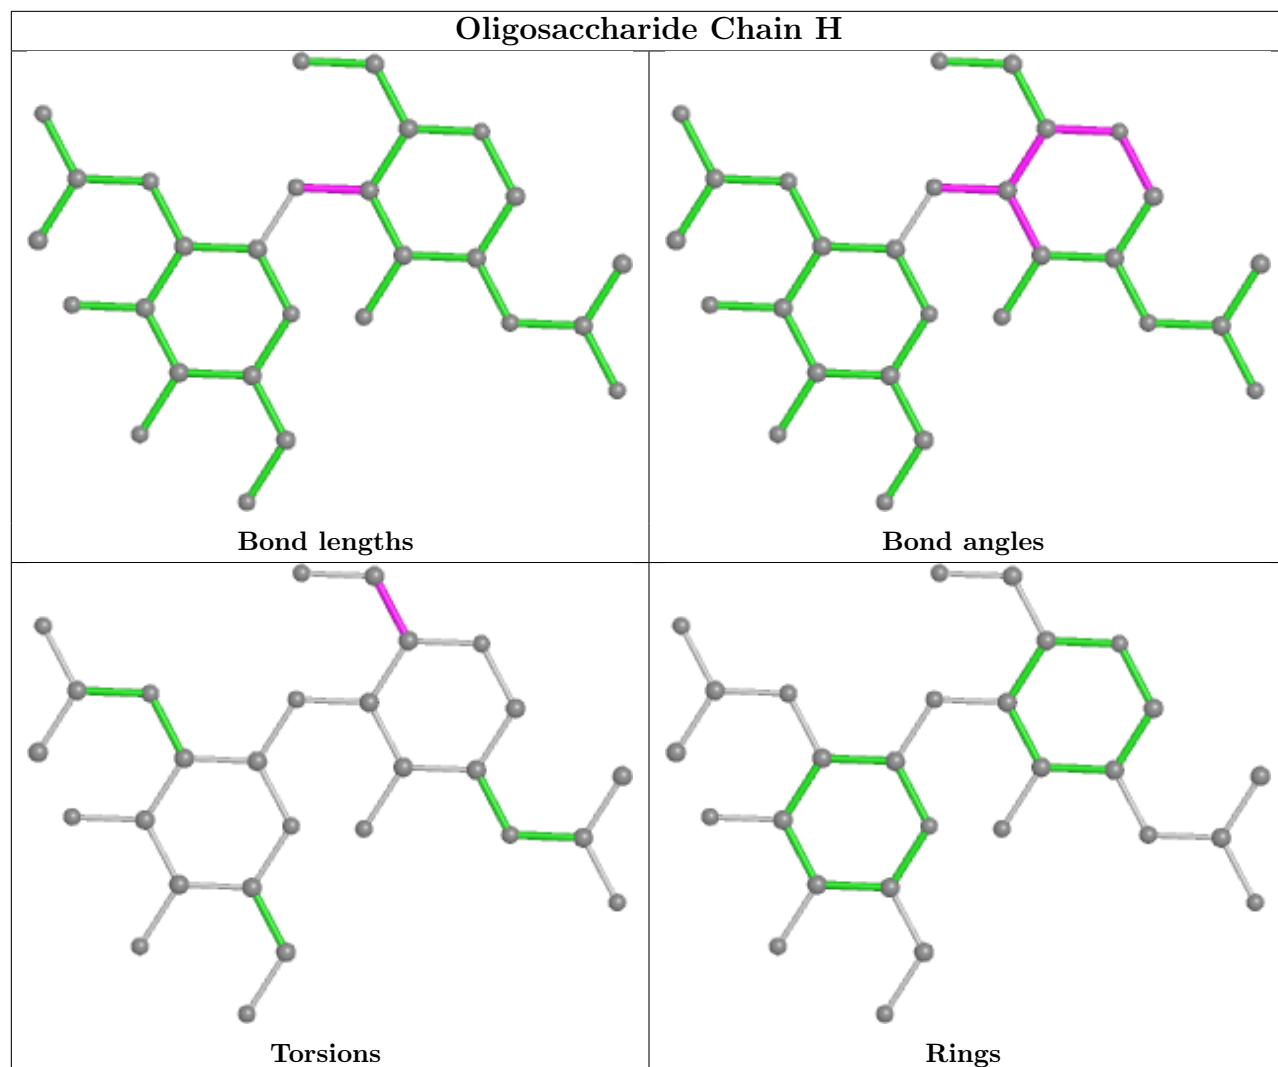 Oligosaccharide Chain H
Bond lengths
Bond angles
Torsions
Rings